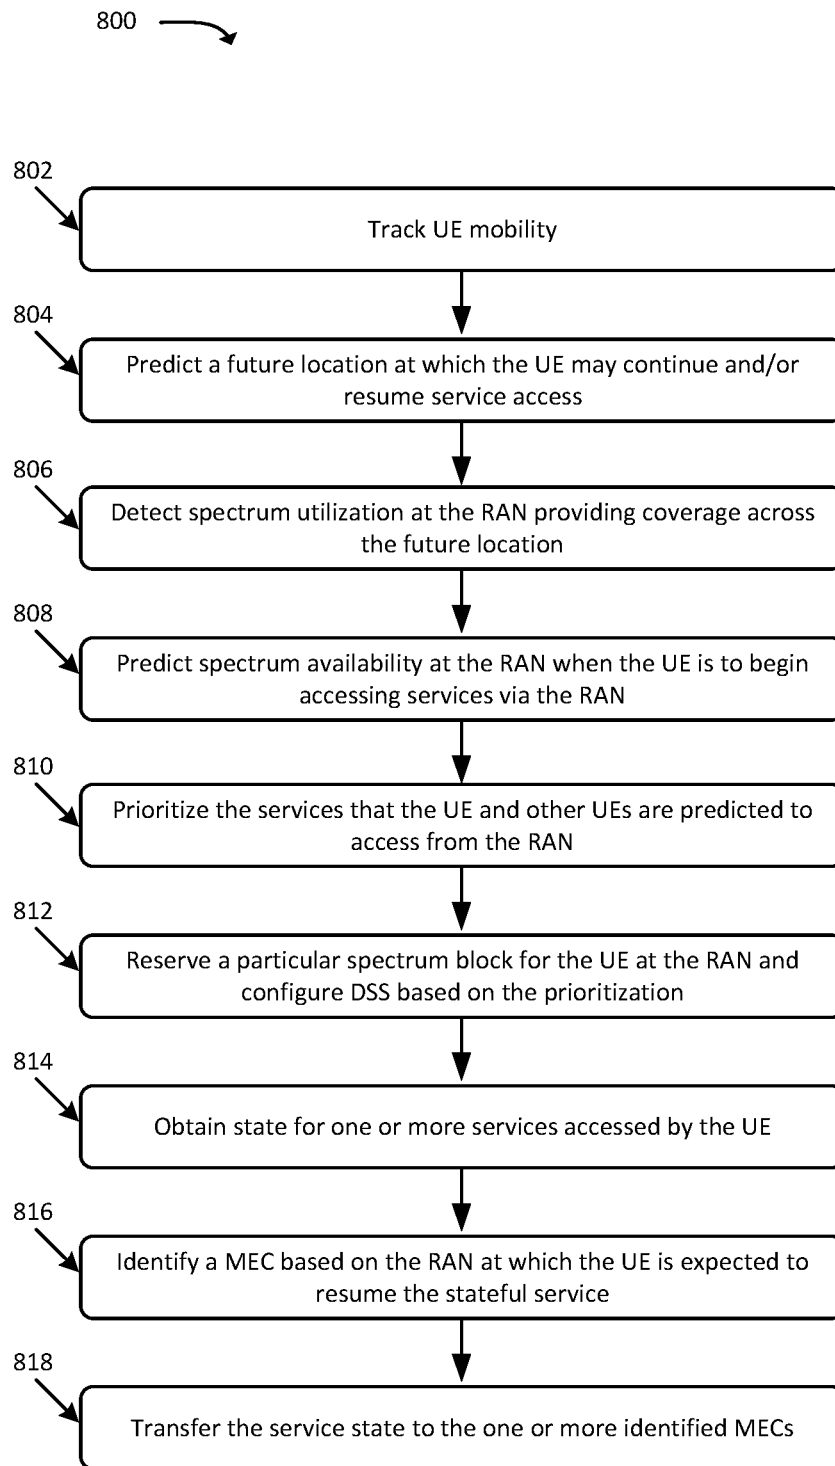 800
802
Track UE mobility
804
Predict a future location at which the UE may continue and/or
resume service access
806
Detect spectrum utilization at the RAN providing coverage across
the future location
808
Predict spectrum availability at the RAN when the UE is to begin
accessing services via the RAN
810
Prioritize the services that the UE and other UEs are predicted to
access from the RAN
812
Reserve a particular spectrum block for the UE at the RAN and
configure DSS based on the prioritization
814
Obtain state for one or more services accessed by the UE
816
Identify a MEC based on the RAN at which the UE is expected to
resume the stateful service
818
Transfer the service state to the one or more identified MECs